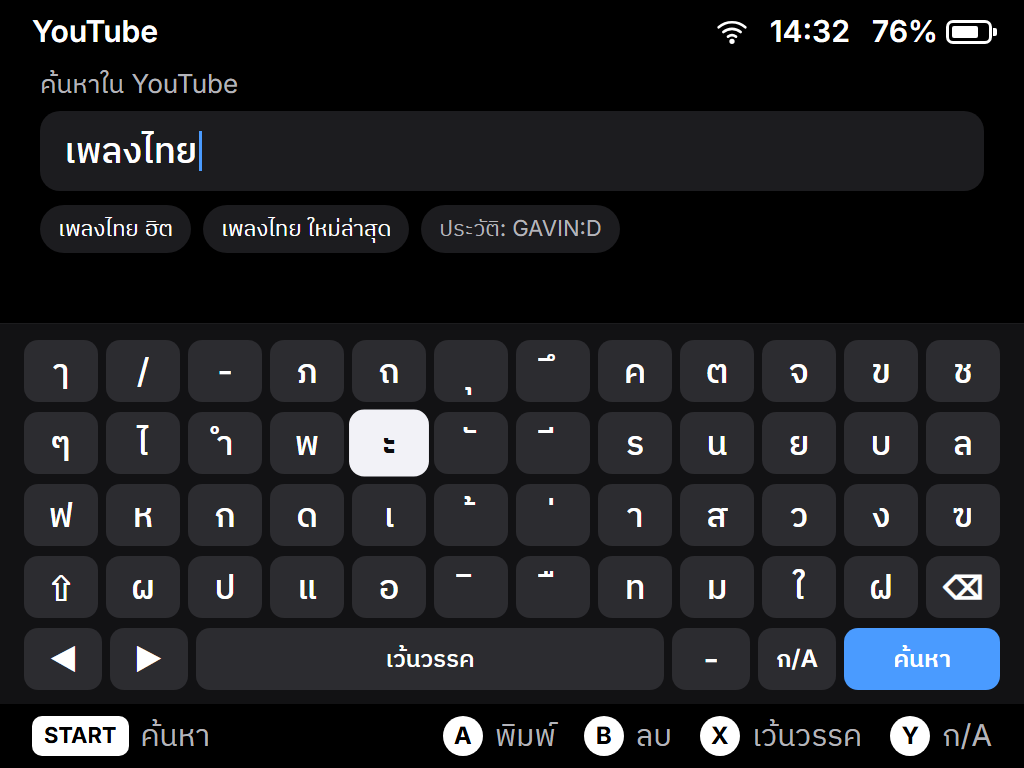 YouTube 14:32 76%
ค้นหาใน YouTube
เพลงไทย
เพลงไทย ฮิต เพลงไทย ใหม่ล่าสุด ประวัติ: GAVIN:D
ๅ / - ภ ถ ุ ึ ค ต จ ข ช
ๆ ไ ำ พ ะ ั ี ร น ย บ ล
ฟ ห ก ด เ ้ ่ า ส ว ง ฃ
⇧ ผ ป แ อ ิ ื ท ม ใ ฝ ⌫
◀ ▶ เว้นวรรค - ก/A ค้นหา
START ค้นหา A พิมพ์ B ลบ X เว้นวรรค Y ก/A